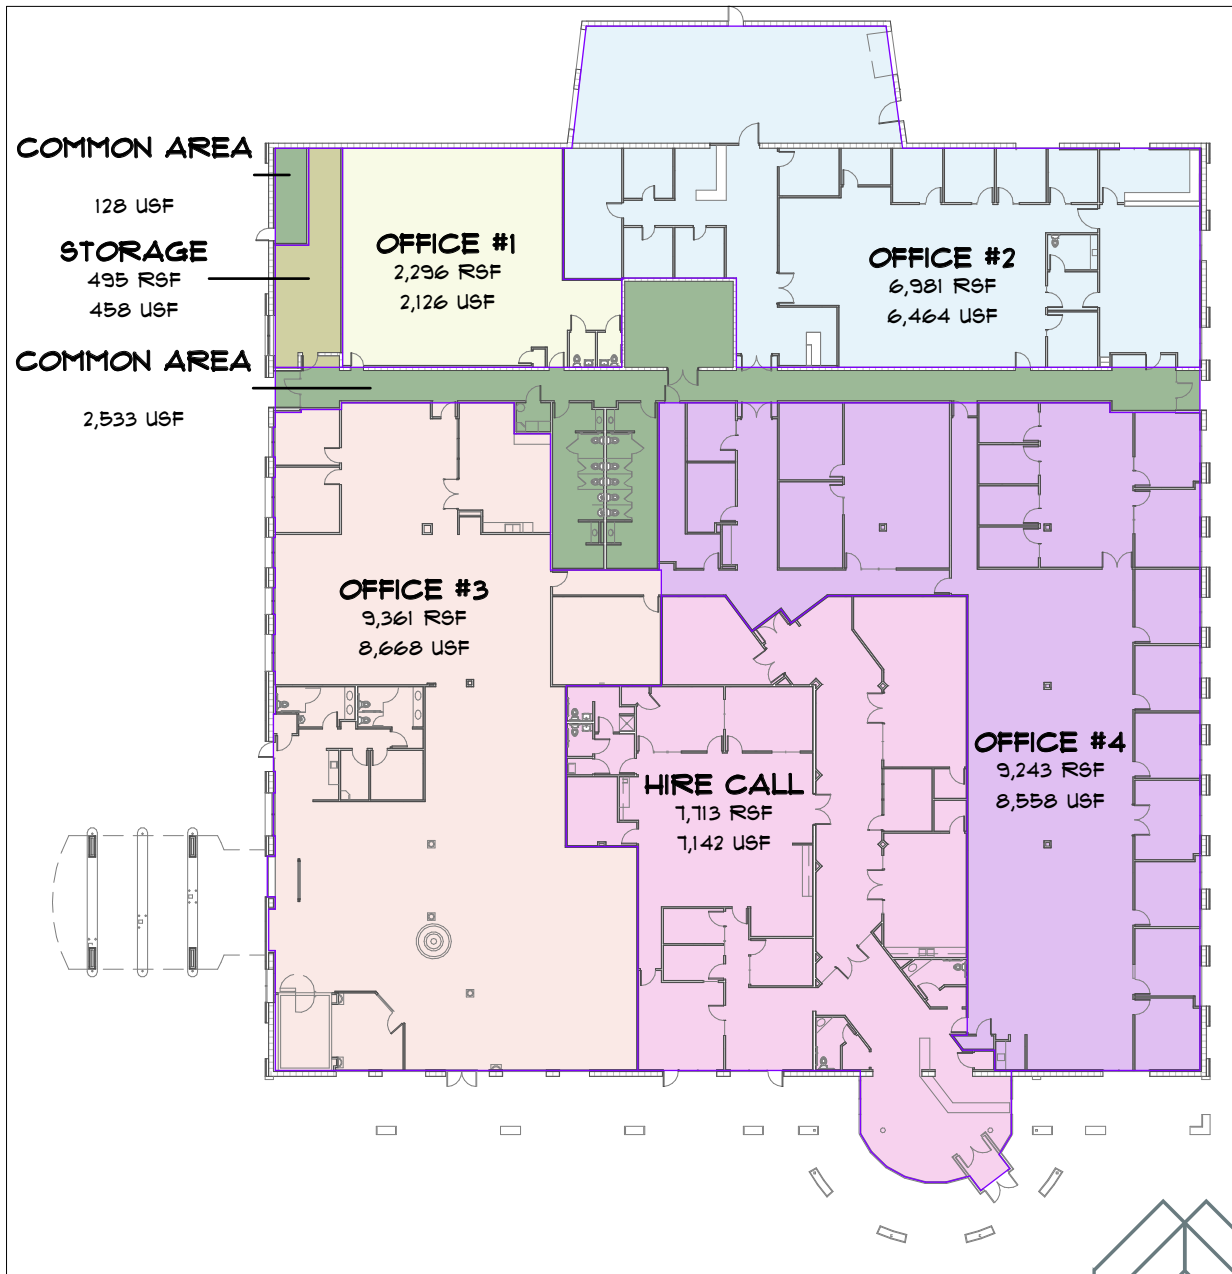 COMMON AREA
128 USF
STORAGE
495 RSF
458 USF
COMMON AREA
2,533 USF
OFFICE #1
2,296 RSF
2,126 USF
OFFICE #2
6,981 RSF
6,464 USF
OFFICE #3
9,361 RSF
8,668 USF
HIRE CALL
7,713 RSF
7,142 USF
OFFICE #4
9,243 RSF
8,558 USF